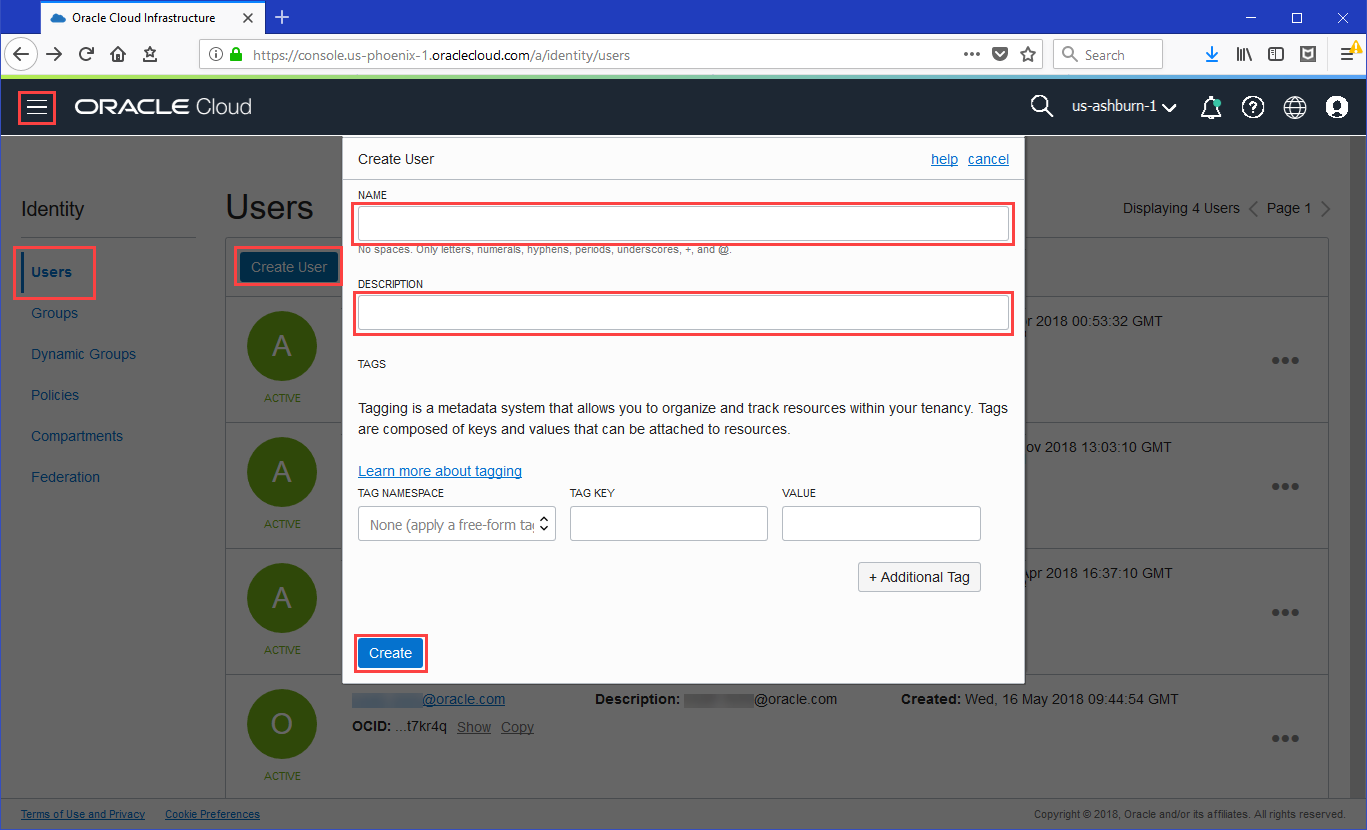 Oracle Cloud Infrastructure
https://console.us-phoenix-1.oraclecloud.com/a/identity/users
Search
ORACLE Cloud
us-ashburn-1
Create User
help cancel
NAME
No spaces. Only letters, numerals, hyphens, periods, underscores, +, and @.
DESCRIPTION
TAGS
Tagging is a metadata system that allows you to organize and track resources within your tenancy. Tags
are composed of keys and values that can be attached to resources.
Learn more about tagging
TAG NAMESPACE TAG KEY VALUE
None (apply a free-form ta
+ Additional Tag
Create
Identity
Users
Groups
Dynamic Groups
Policies
Compartments
Federation
Users
Displaying 4 Users Page 1
Create User
A
ACTIVE
2018 00:53:32 GMT
A
ACTIVE
ov 2018 13:03:10 GMT
A
ACTIVE
pr 2018 16:37:10 GMT
O
ACTIVE
@oracle.com Description: @oracle.com Created: Wed, 16 May 2018 09:44:54 GMT
OCID: ...t7kr4q Show Copy
Terms of Use and Privacy Cookie Preferences
Copyright © 2018, Oracle and/or its affiliates. All rights reserved.